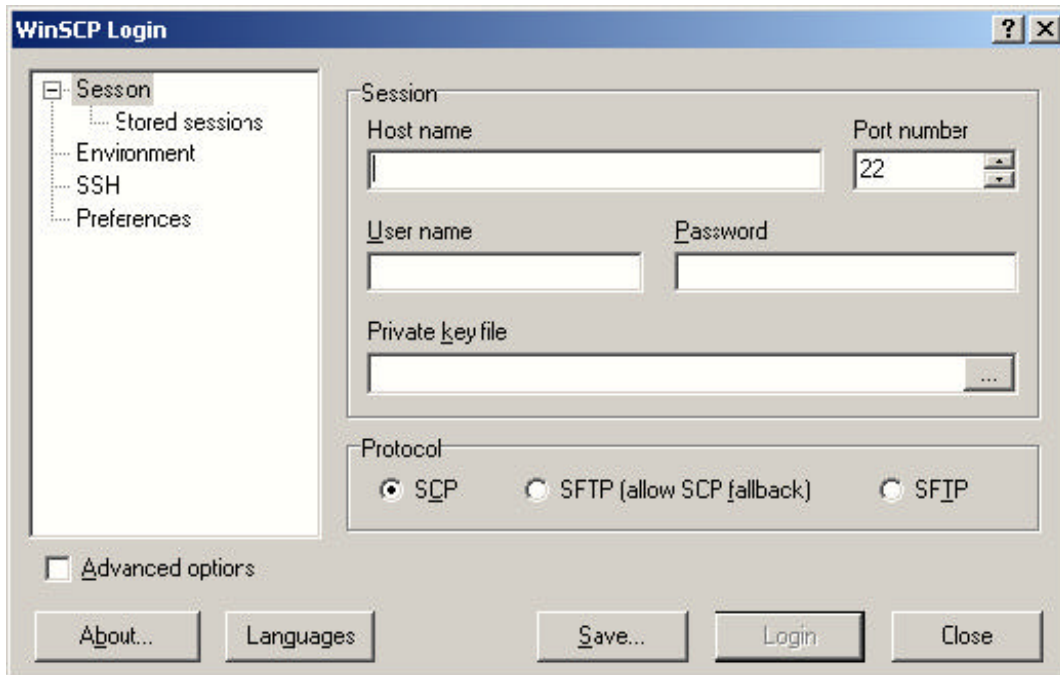 WinSCP Login
Sesson
Stored sessions
Environment
SSH
Preferences
Session
Host name
Port number
22
User name
Password
Private key file
...
Protocol
SCP
SFTP (allow SCP fallback)
SFTP
Advanced options
About...
Languages
Save...
Login
Close